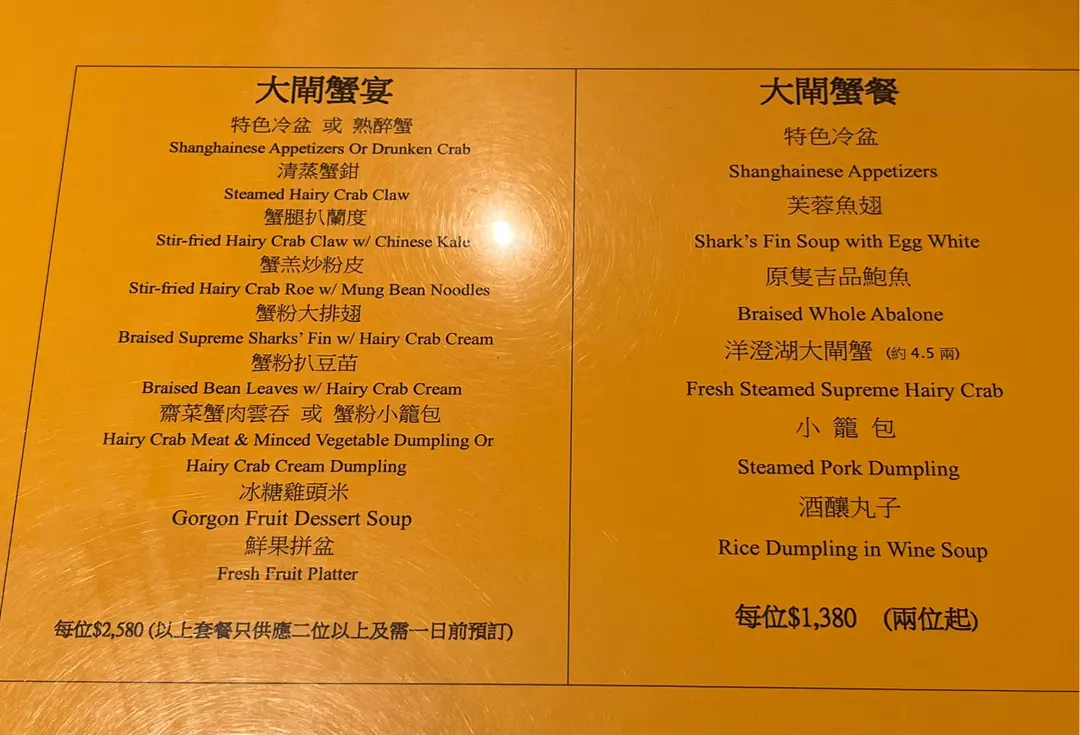 大閘蟹宴
特色冷盆 或 熟醉蟹
Shanghainese Appetizers Or Drunken Crab
清蒸蟹鉗
Steamed Hairy Crab Claw
蟹腿扒蘭度
Stir-fried Hairy Crab Claw w/ Chinese Kale
蟹羔炒粉皮
Stir-fried Hairy Crab Roe w/ Mung Bean Noodles
蟹粉大排翅
Braised Supreme Sharks' Fin w/ Hairy Crab Cream
蟹粉扒豆苗
Braised Bean Leaves w/ Hairy Crab Cream
齋菜蟹肉雲吞 或 蟹粉小籠包
Hairy Crab Meat & Minced Vegetable Dumpling Or
Hairy Crab Cream Dumpling
冰糖雞頭米
Gorgon Fruit Dessert Soup
鮮果拼盆
Fresh Fruit Platter
每位$2,580 (以上套餐只供應二位以上及需一日前預訂)
大閘蟹餐
特色冷盆
Shanghainese Appetizers
芙蓉魚翅
Shark's Fin Soup with Egg White
原隻吉品鮑魚
Braised Whole Abalone
洋澄湖大閘蟹 (約 4.5 兩)
Fresh Steamed Supreme Hairy Crab
小 籠 包
Steamed Pork Dumpling
酒釀丸子
Rice Dumpling in Wine Soup
每位$1,380 (兩位起)